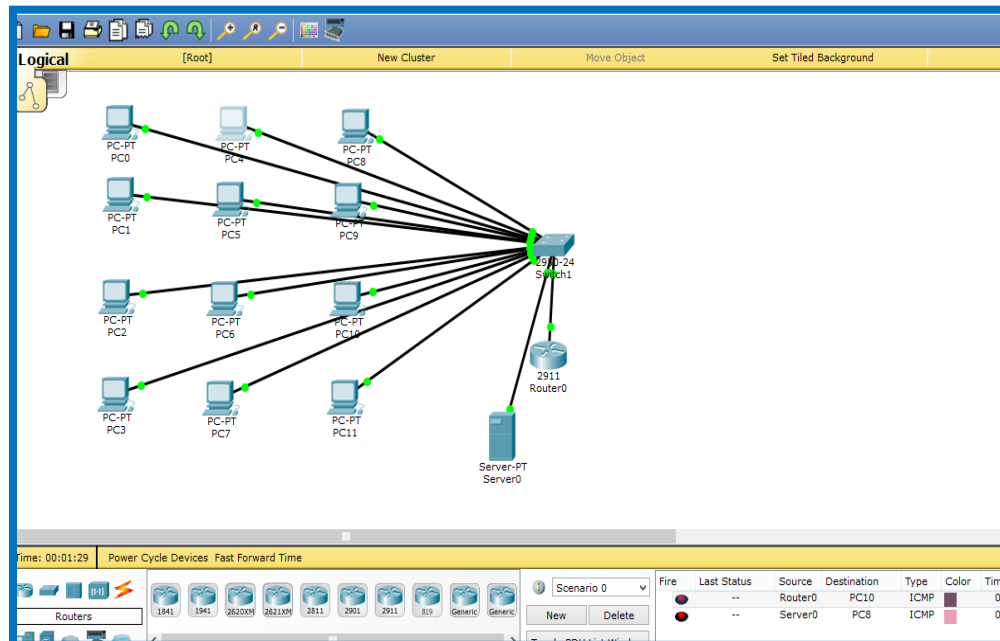 Logical [Root] New Cluster Move Object Set Tiled Background
PC-PT
PC0
PC-PT
PC4
PC-PT
PC8
PC-PT
PC1
PC-PT
PC5
PC-PT
PC9
2950-24
Switch1
PC-PT
PC2
PC-PT
PC6
PC-PT
PC10
2911
Router0
PC-PT
PC3
PC-PT
PC7
PC-PT
PC11
Server-PT
Server0
Time: 00:01:29 Power Cycle Devices Fast Forward Time
Routers
1841 1941 2620XM 2621XM 2811 2901 2911 819 Generic Generic
Scenario 0
New Delete
Fire Last Status Source Destination Type Color
-- Router0 PC10 ICMP
-- Server0 PC8 ICMP